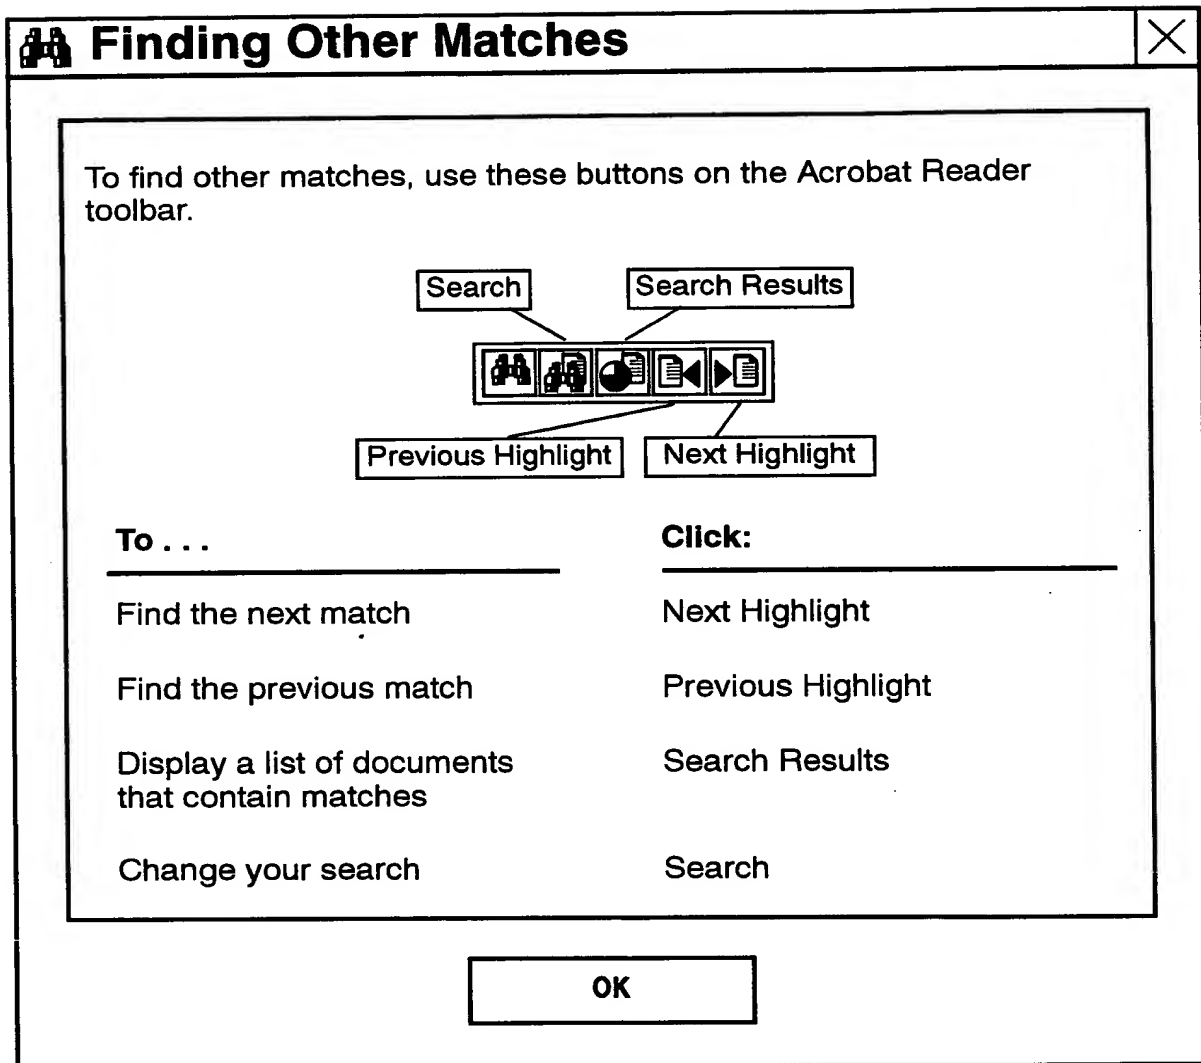 Finding Other Matches
To find other matches, use these buttons on the Acrobat Reader
toolbar.
Search
Search Results
Previous Highlight
Next Highlight
To . . .
Click:
Find the next match
Next Highlight
Find the previous match
Previous Highlight
Display a list of documents
that contain matches
Search Results
Change your search
Search
OK